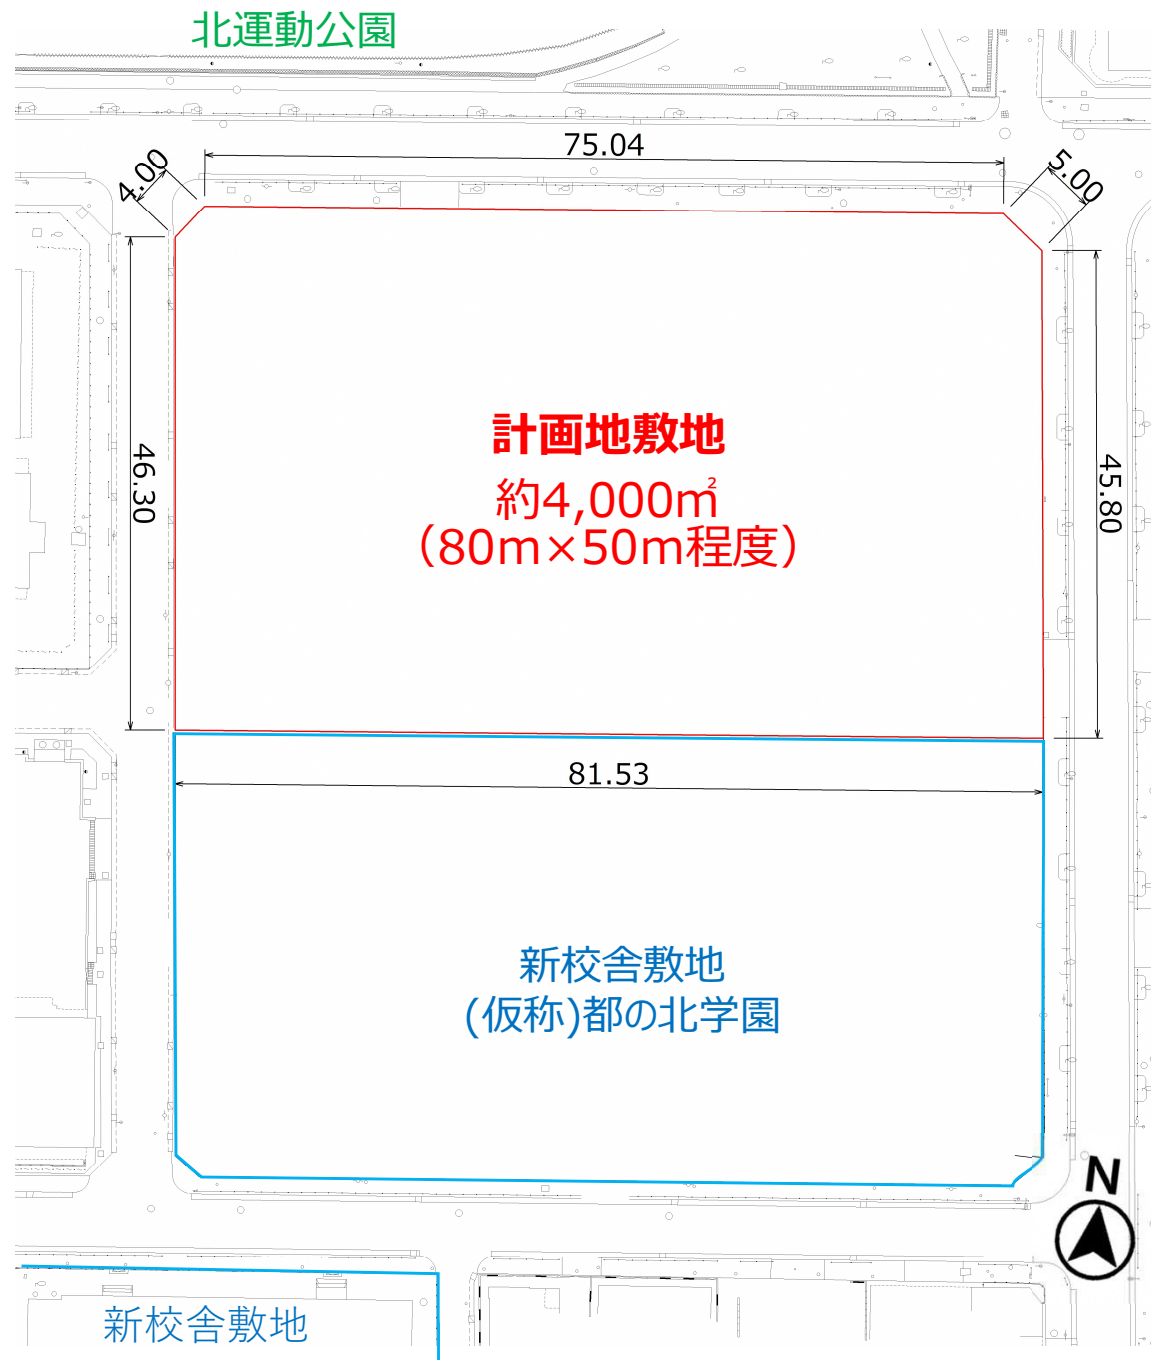 北運動公園
75.04
4.00
5.00
46.30
45.80
計画地敷地
約4,000㎡
（80m×50m程度）
81.53
新校舎敷地
(仮称)都の北学園
N
新校舎敷地